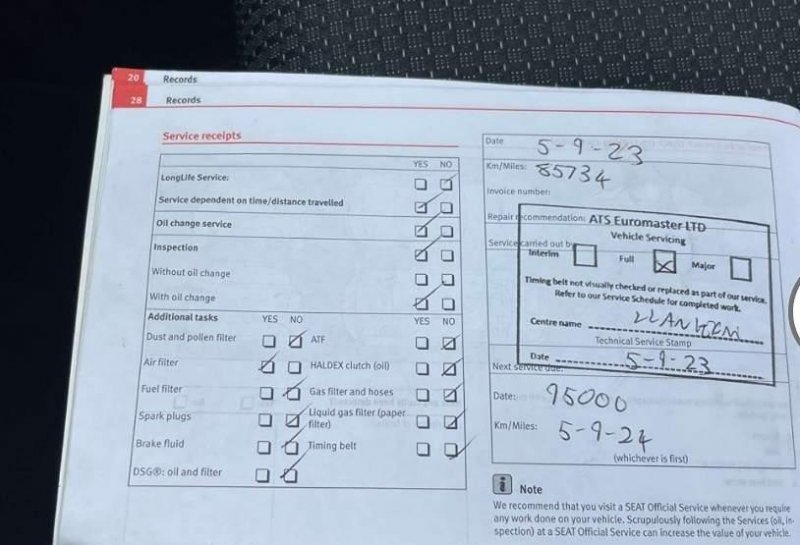 20 Records
28 Records
Service receipts
YES NO
LongLife Service:
Service dependent on time/distance travelled
Oil change service
Inspection
Without oil change
With oil change
Additional tasks YES NO YES NO
Dust and pollen filter ATF
Air filter HALDEX clutch (oil)
Fuel filter Gas filter and hoses
Spark plugs Liquid gas filter (paper
filter)
Brake fluid Timing belt
DSG®: oil and filter
Date 5-9-23
Km/Miles: 85734
Invoice number:
Repair recommendation: ATS Euromaster LTD
Vehicle Servicing
Service carried out by
Interim Full Major
Timing belt not visually checked or replaced as part of our service.
Refer to our Service Schedule for completed work.
Centre name
Technical Service Stamp
Date 5-9-23
Next service due:
Date: 95000
Km/Miles: 5-9-24
(whichever is first)
i Note
We recommend that you visit a SEAT Official Service whenever you require
any work done on your vehicle. Scrupulously following the Services (oil, in-
spection) at a SEAT Official Service can increase the value of your vehicle.